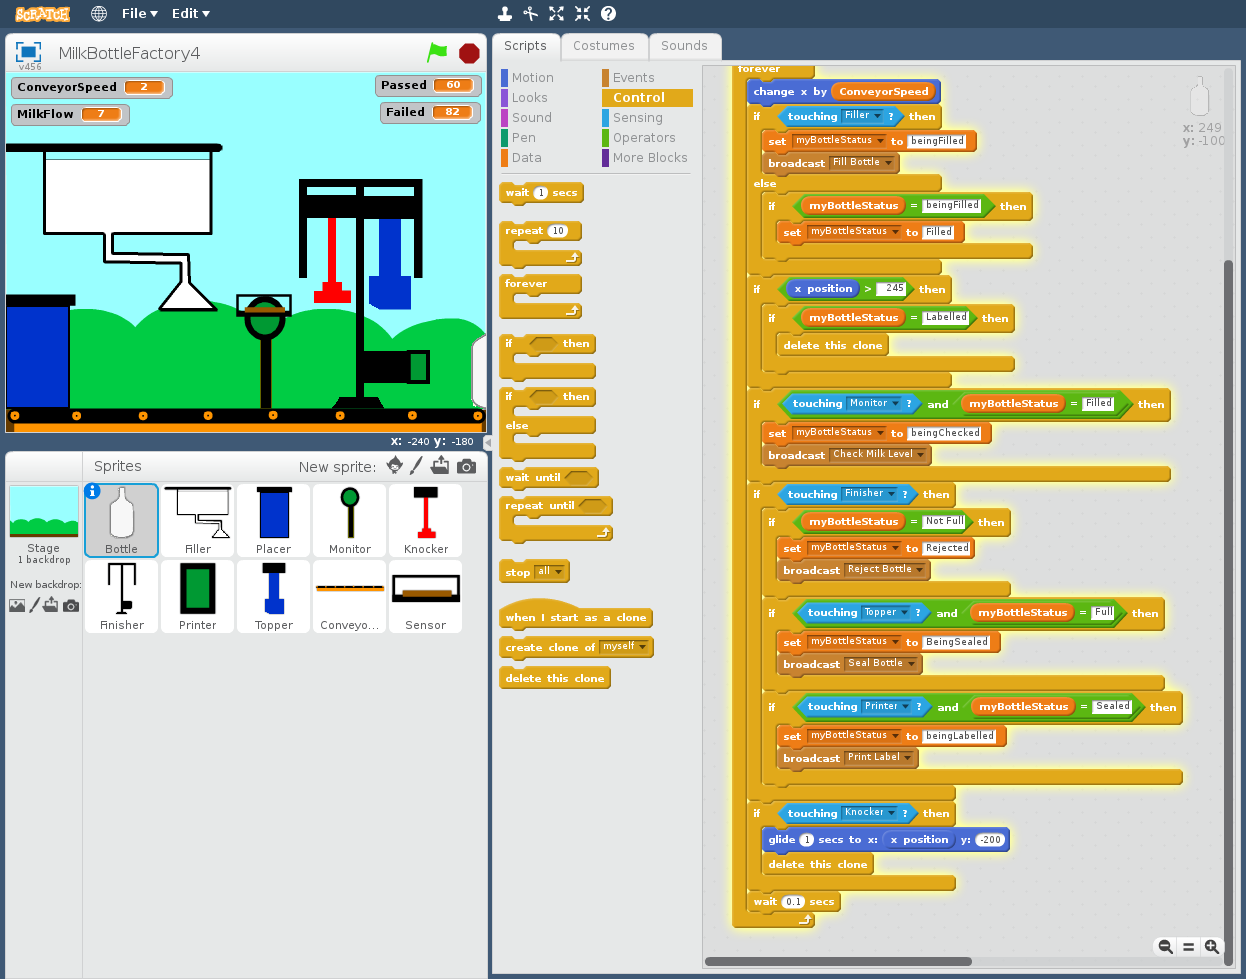 SCRATCH File Edit
MilkBottleFactory4
v456
ConveyorSpeed 2
MilkFlow 7
Passed 60
Failed 82
x: -240 y: -180
Sprites New sprite:
Stage
1 backdrop
New backdrop:
Bottle Filler Placer Monitor Knocker
Finisher Printer Topper Conveyo... Sensor
Scripts Costumes Sounds
Motion Events
Looks Control
Sound Sensing
Pen Operators
Data More Blocks
wait 1 secs
repeat 10
forever
if then
if then
else
wait until
repeat until
stop all
when I start as a clone
create clone of myself
delete this clone
x: 249
y: -100
forever
change x by ConveyorSpeed
if touching Filler ? then
set myBottleStatus to beingFilled
broadcast Fill Bottle
else
if myBottleStatus = beingFilled then
set myBottleStatus to Filled
if x position > 245 then
if myBottleStatus = Labelled then
delete this clone
if touching Monitor ? and myBottleStatus = Filled then
set myBottleStatus to beingChecked
broadcast Check Milk Level
if touching Finisher ? then
if myBottleStatus = Not Full then
set myBottleStatus to Rejected
broadcast Reject Bottle
if touching Topper ? and myBottleStatus = Full then
set myBottleStatus to BeingSealed
broadcast Seal Bottle
if touching Printer ? and myBottleStatus = Sealed then
set myBottleStatus to beingLabelled
broadcast Print Label
if touching Knocker ? then
glide 1 secs to x: x position y: -200
delete this clone
wait 0.1 secs